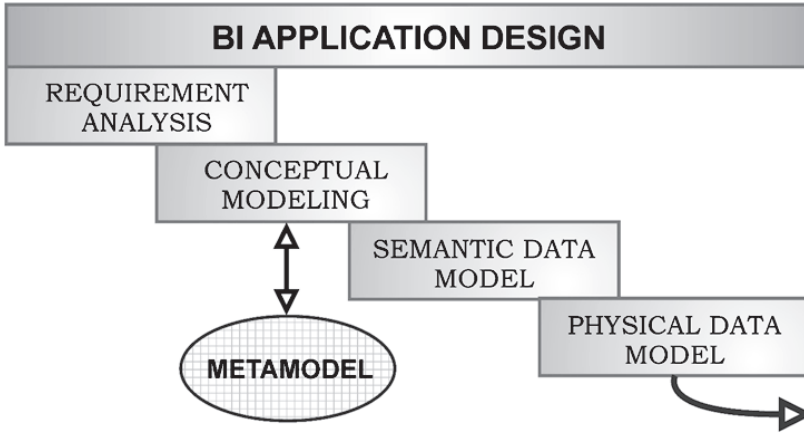 BI APPLICATION DESIGN
REQUIREMENT
ANALYSIS
CONCEPTUAL
MODELING
SEMANTIC DATA
MODEL
PHYSICAL DATA
MODEL
METAMODEL